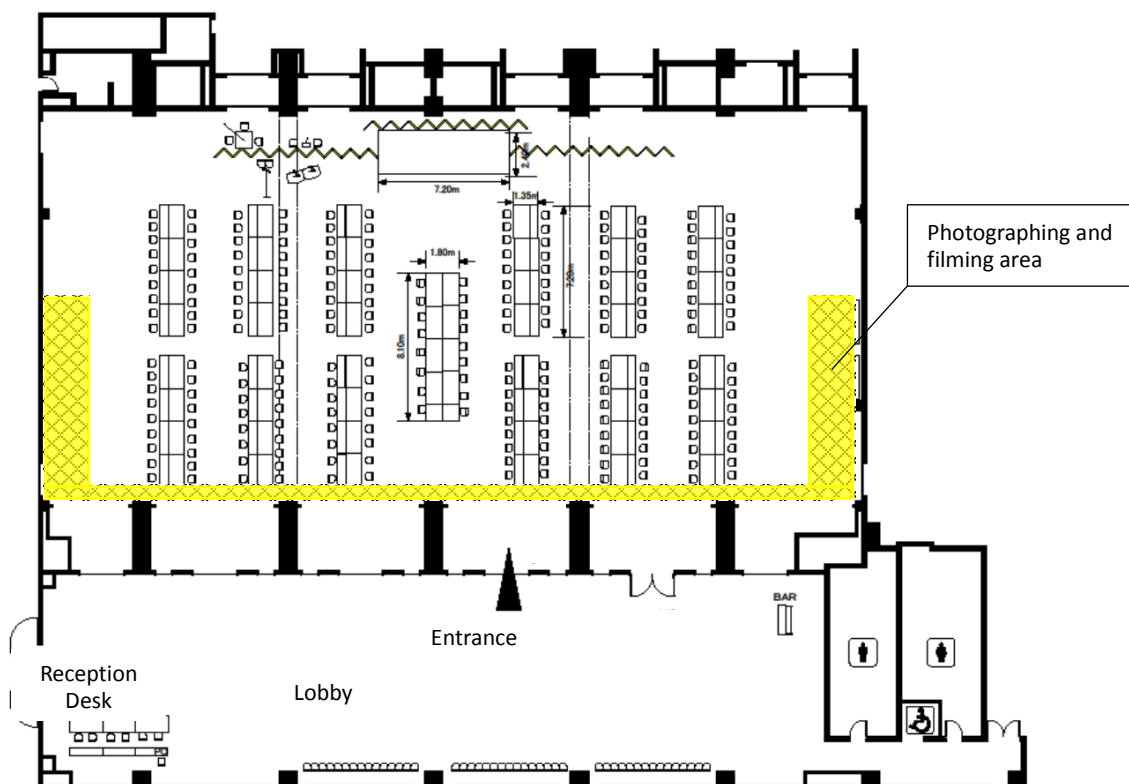 2.40m
7.20m
1.35m
Photographing and
filming area
1.80m
7.20m
8.10m
BAR
Entrance
Reception
Desk
Lobby
PC